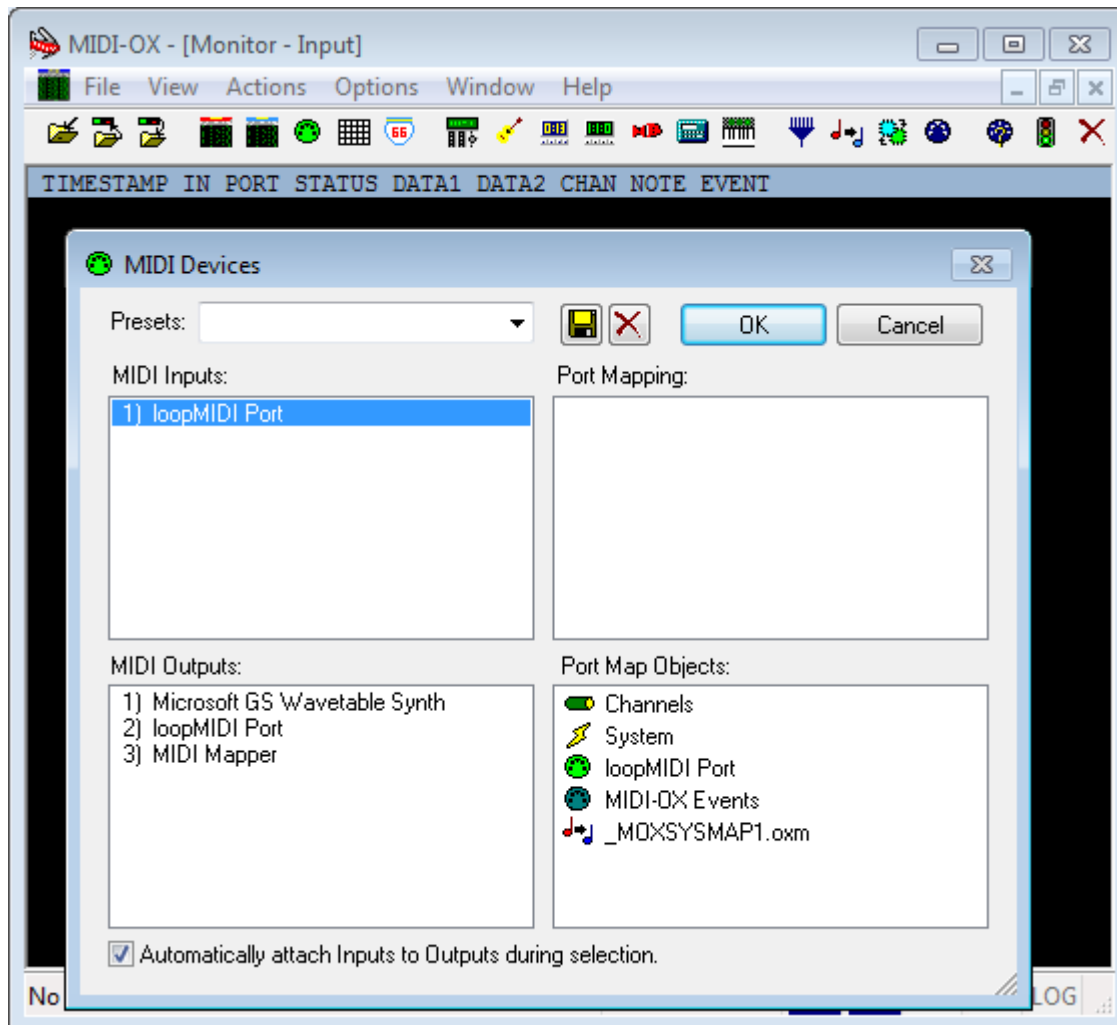 MIDI-OX - [Monitor - Input]
File View Actions Options Window Help
66
TIMESTAMP IN PORT STATUS DATA1 DATA2 CHAN NOTE EVENT
MIDI Devices
Presets:
OK
Cancel
MIDI Inputs:
1) loopMIDI Port
Port Mapping:
MIDI Outputs:
1) Microsoft GS Wavetable Synth
2) loopMIDI Port
3) MIDI Mapper
Port Map Objects:
Channels
System
loopMIDI Port
MIDI-OX Events
_MOXSYSMAP1.oxm
Automatically attach Inputs to Outputs during selection.
No
LOG